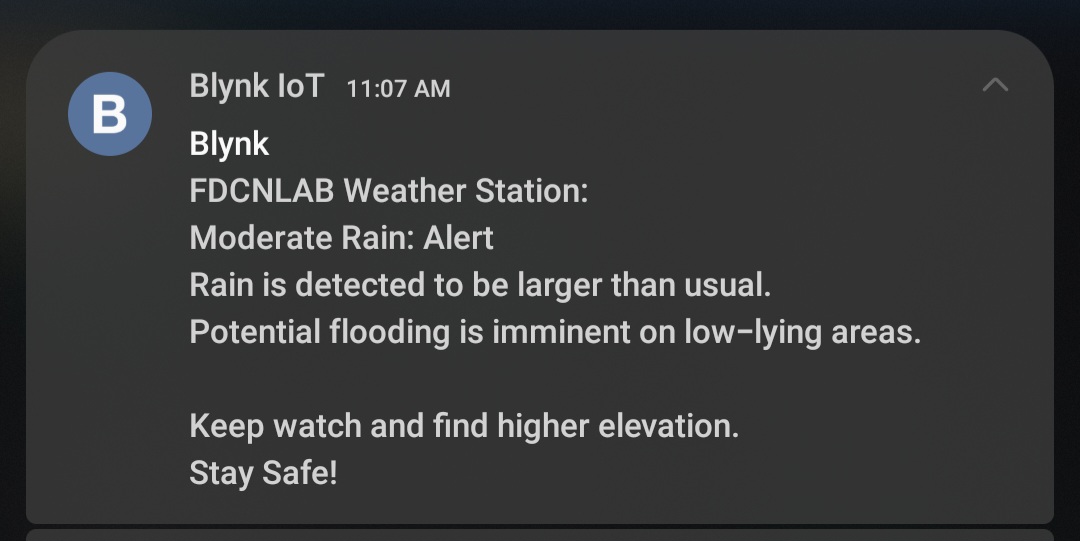 B
Blynk IoT 11:07 AM
Blynk
FDCNLAB Weather Station:
Moderate Rain: Alert
Rain is detected to be larger than usual.
Potential flooding is imminent on low-lying areas.
Keep watch and find higher elevation.
Stay Safe!